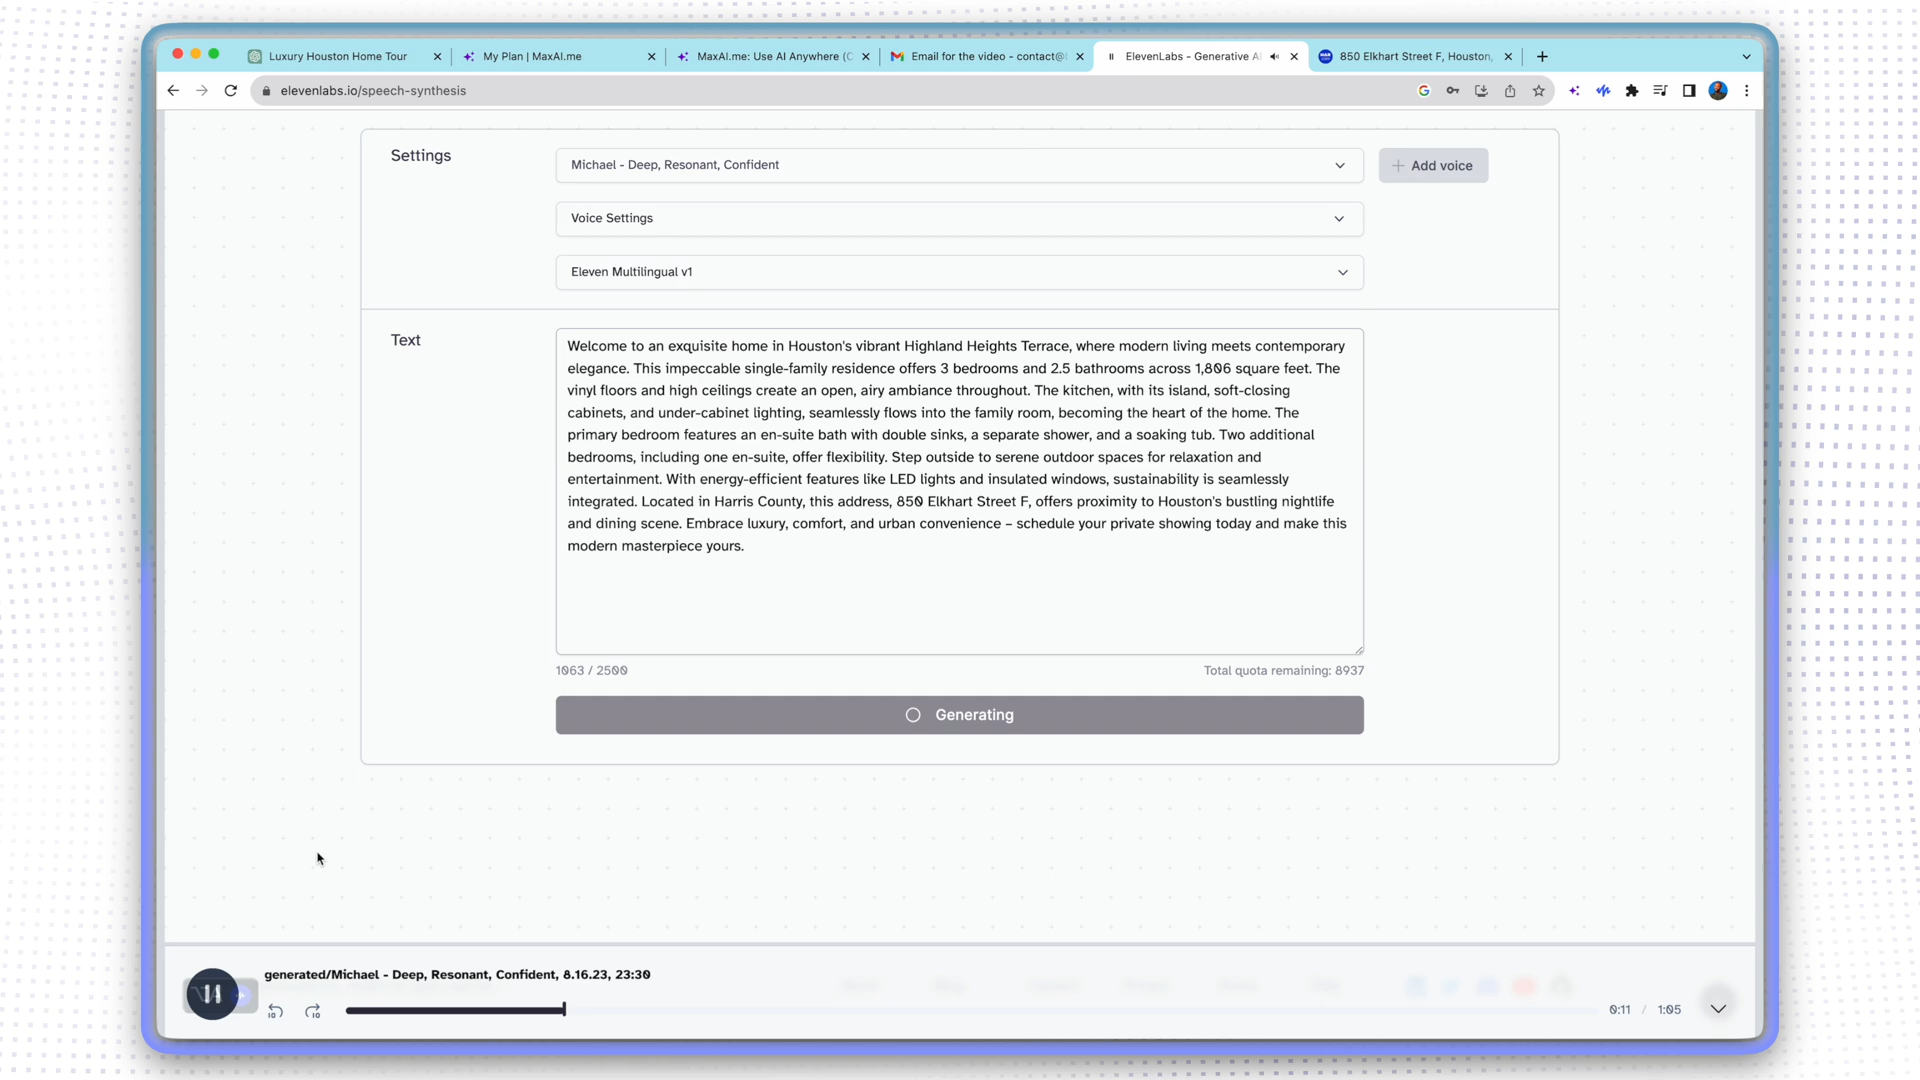 Luxury Houston Home Tour
My Plan | MaxAI.me
MaxAI.me: Use AI Anywhere (C
Email for the video - contact@
ElevenLabs - Generative A
850 Elkhart Street F, Houston,
elevenlabs.io/speech-synthesis
Settings
Michael - Deep, Resonant, Confident
Add voice
Voice Settings
Eleven Multilingual v1
Text
Welcome to an exquisite home in Houston's vibrant Highland Heights Terrace, where modern living meets contemporary
elegance. This impeccable single-family residence offers 3 bedrooms and 2.5 bathrooms across 1,806 square feet. The
vinyl floors and high ceilings create an open, airy ambiance throughout. The kitchen, with its island, soft-closing
cabinets, and under-cabinet lighting, seamlessly flows into the family room, becoming the heart of the home. The
primary bedroom features an en-suite bath with double sinks, a separate shower, and a soaking tub. Two additional
bedrooms, including one en-suite, offer flexibility. Step outside to serene outdoor spaces for relaxation and
entertainment. With energy-efficient features like LED lights and insulated windows, sustainability is seamlessly
integrated. Located in Harris County, this address, 850 Elkhart Street F, offers proximity to Houston's bustling nightlife
and dining scene. Embrace luxury, comfort, and urban convenience – schedule your private showing today and make this
modern masterpiece yours.
1063 / 2500
Total quota remaining: 8937
Generating
generated/Michael - Deep, Resonant, Confident, 8.16.23, 23:30
10
10
0:11 / 1:05